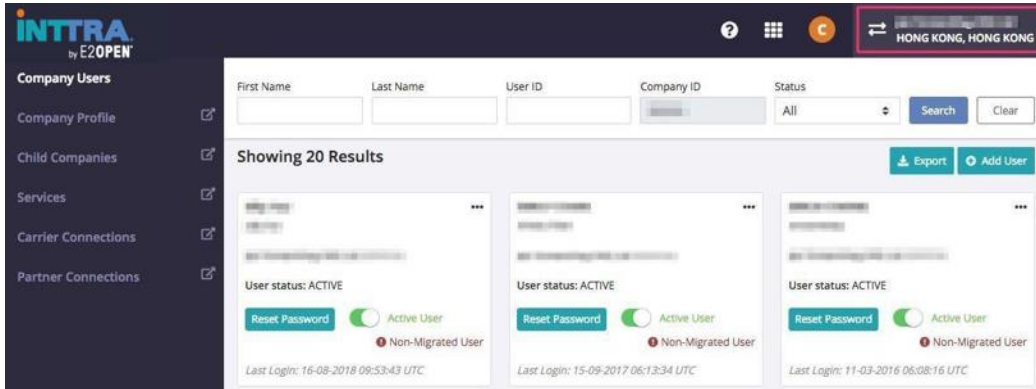 INTTRA
by E2OPEN
C
HONG KONG, HONG KONG
Company Users
Company Profile
Child Companies
Services
Carrier Connections
Partner Connections
First Name Last Name User ID Company ID Status
All Search Clear
Showing 20 Results Export Add User
User status: ACTIVE User status: ACTIVE User status: ACTIVE
Reset Password Active User Reset Password Active User Reset Password Active User
Non-Migrated User Non-Migrated User Non-Migrated User
Last Login: 16-08-2018 09:53:43 UTC Last Login: 15-09-2017 06:13:34 UTC Last Login: 11-03-2016 06:08:16 UTC